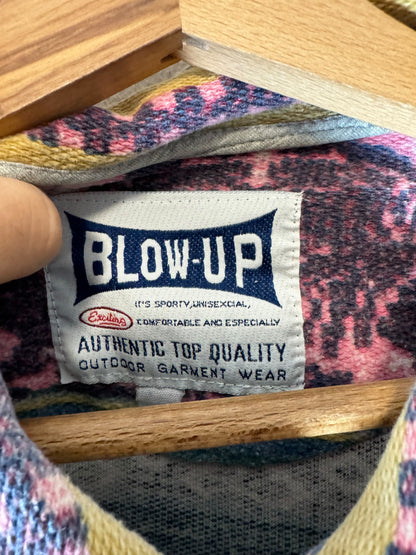 BLOW-UP
IT'S SPORTY,UNISEXCIAL,
Exciting COMFORTABLE AND ESPECIALLY
AUTHENTIC TOP QUALITY
OUTDOOR GARMENT WEAR